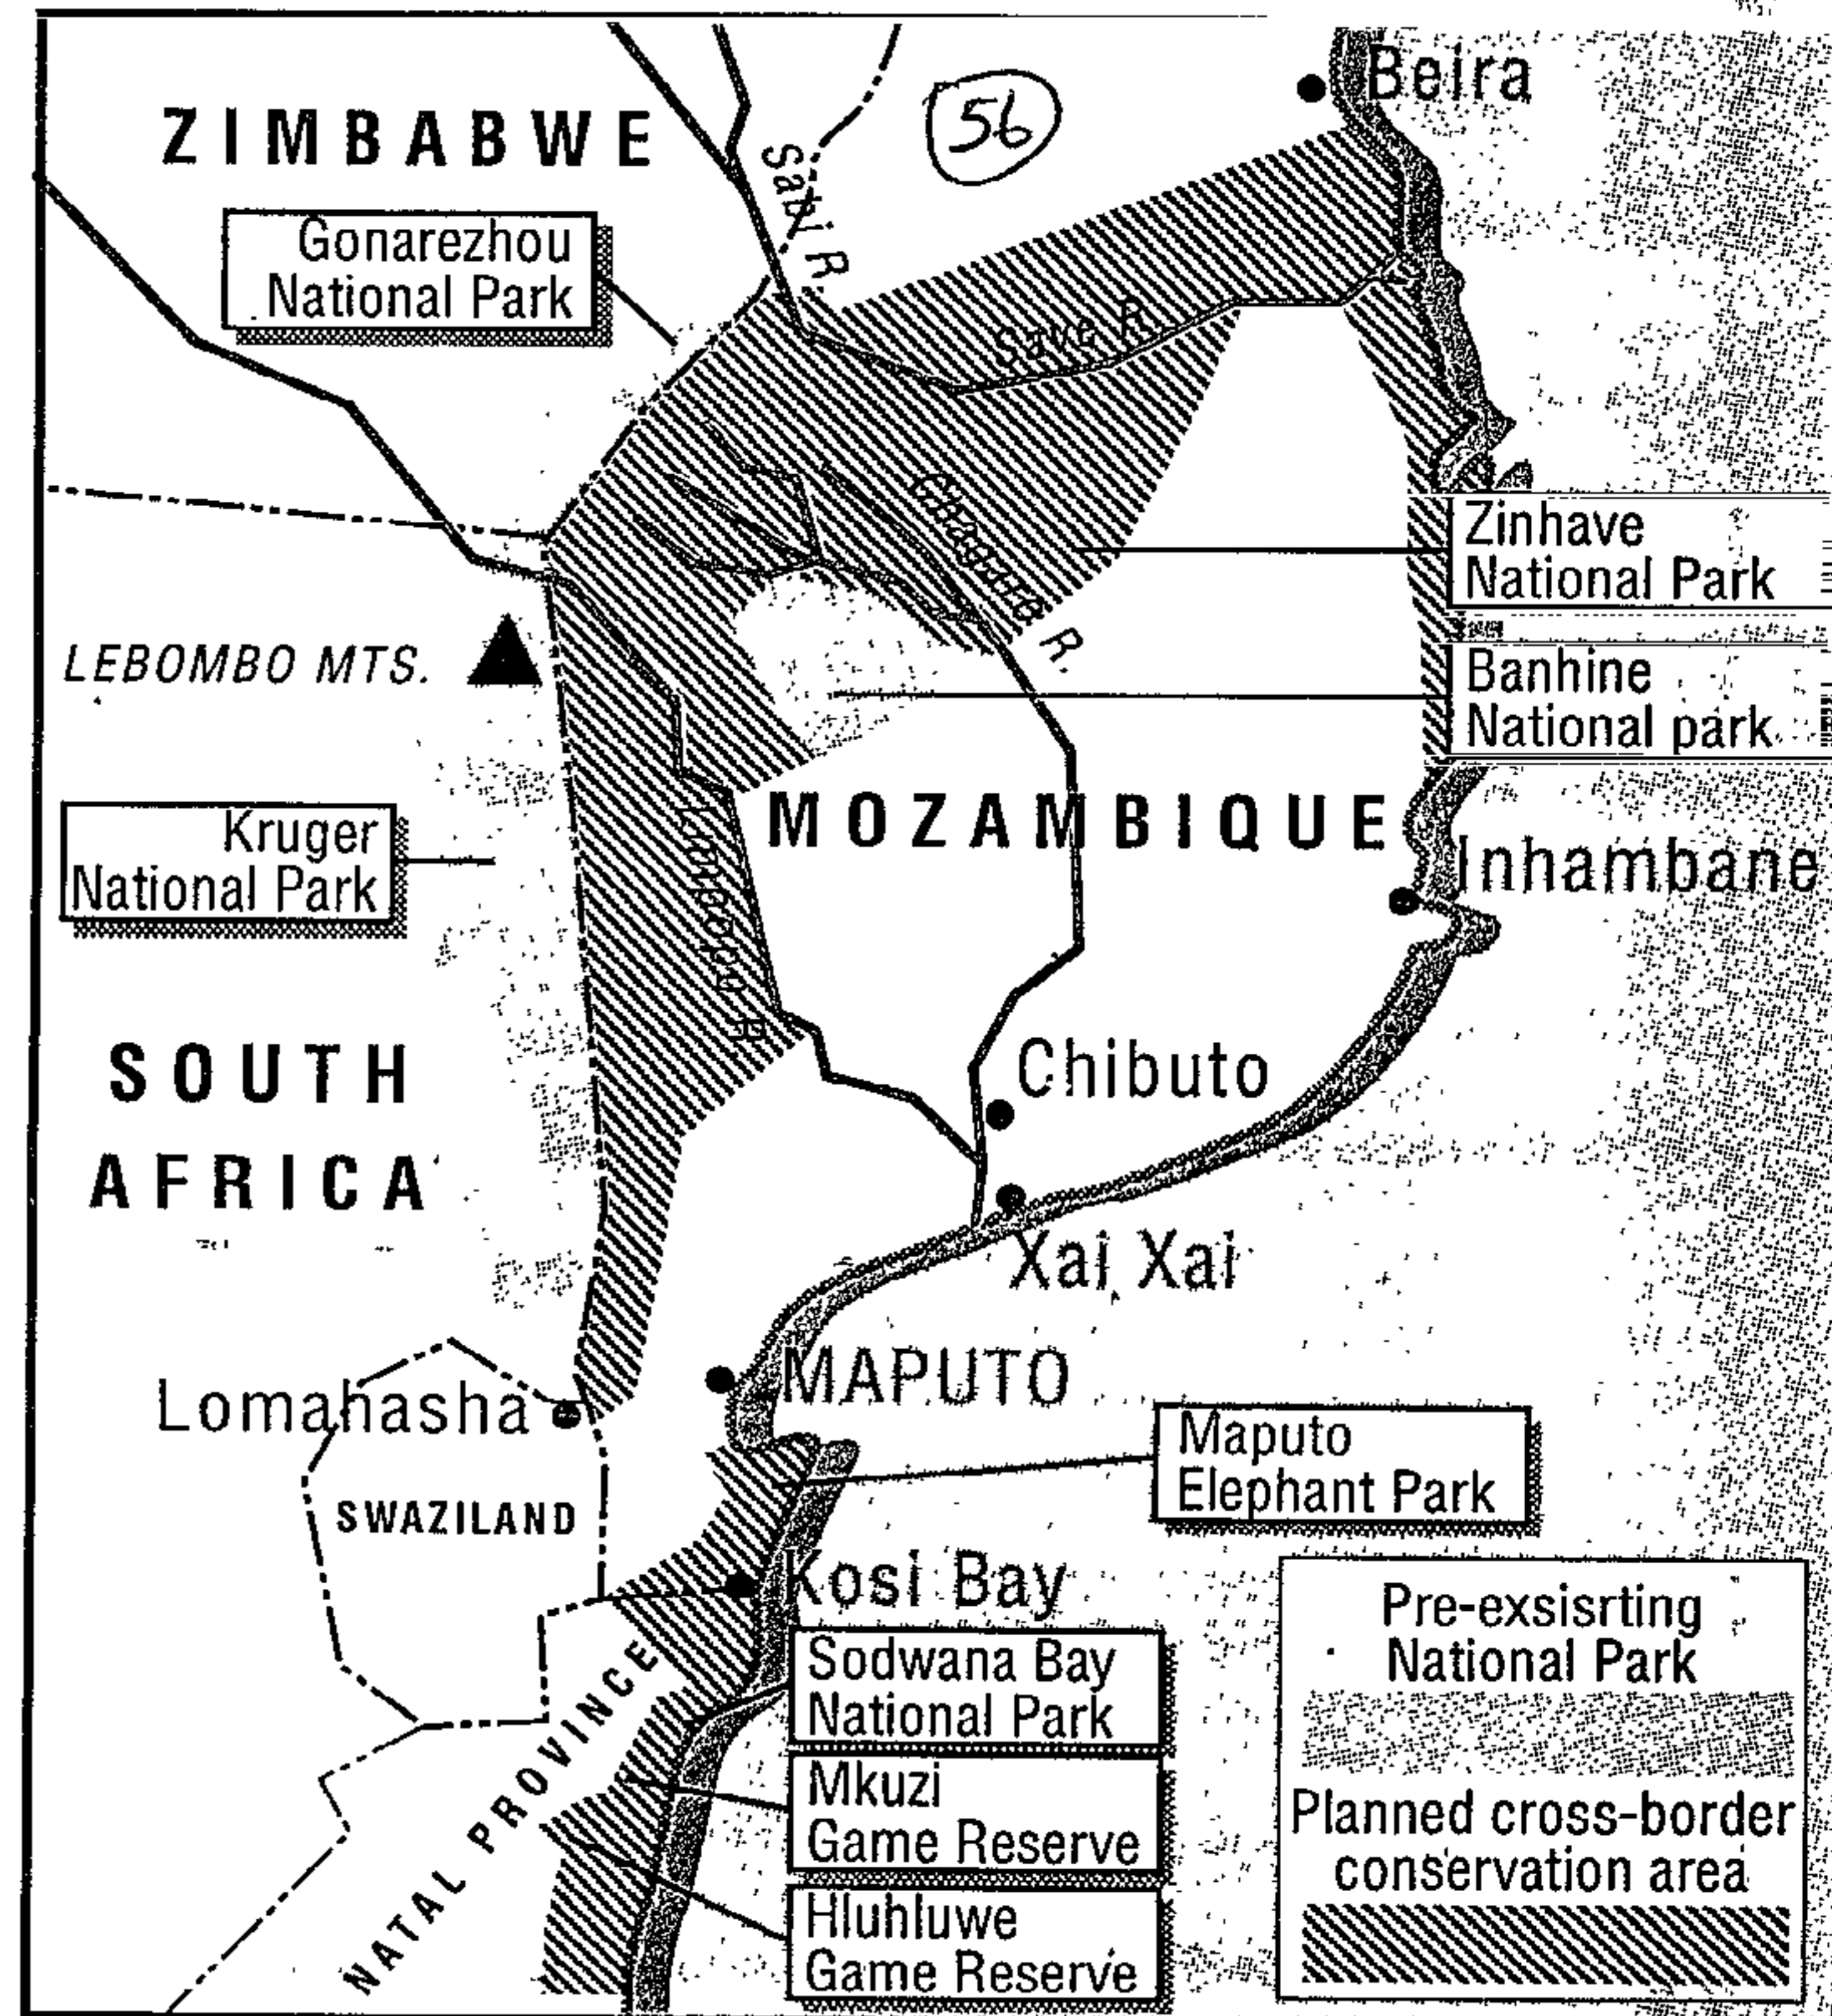 Beira
56
ZIMBABWE
Sabi R.
Gonarezhou
National Park
Save R.
Zinhave
National Park
R.
LEBOMBO MTS.
Banhine
National park
MOZAMBIQUE
Kruger
National Park
Limpopo R.
Inhambane
SOUTH
AFRICA
Chibuto
Xai Xai
MAPUTO
Lomahasha
Maputo
Elephant Park
SWAZILAND
Kosi Bay
Sodwana Bay
National Park
Mkuzi
Game Reserve
Hluhluwe
Game Reserve
NATAL PROVINCE
Pre-exsisrting
National Park
Planned cross-border
conservation area